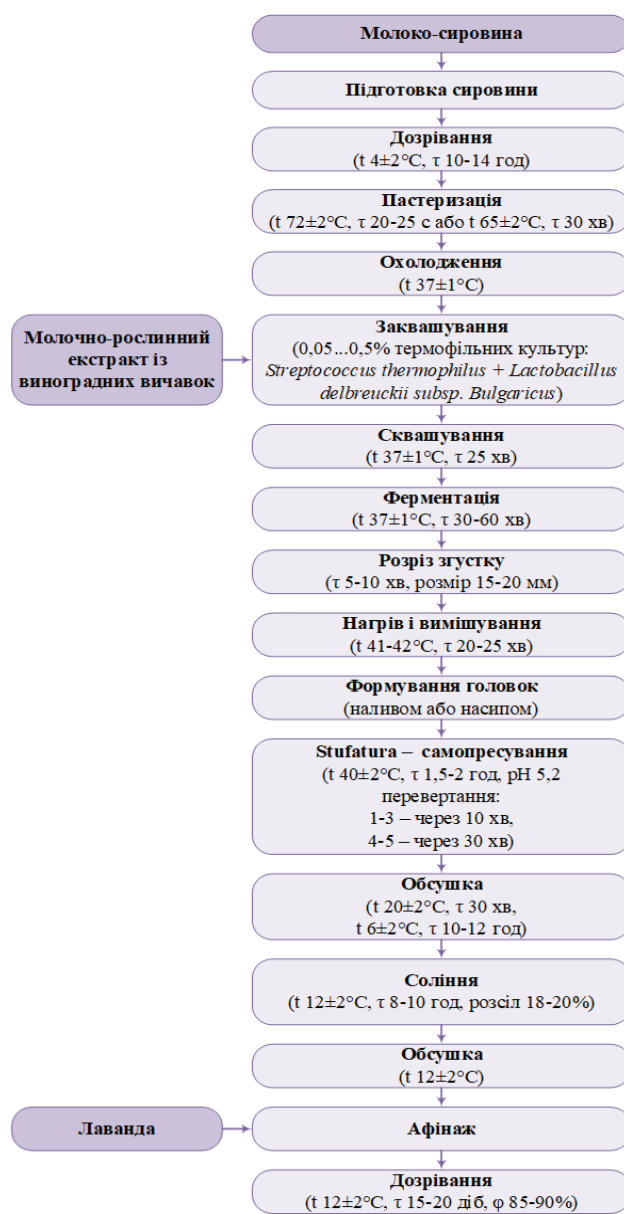 Молоко-сировина
Підготовка сировини
Дозрівання
(t 4±2°C, τ 10-14 год)
Пастеризація
(t 72±2°C, τ 20-25 с або t 65±2°C, τ 30 хв)
Охолодження
(t 37±1°C)
Молочно-рослинний
екстракт із
виноградних вичавок
Заквашування
(0,05...0,5% термофільних культур:
Streptococcus thermophilus + Lactobacillus
delbreuckii subsp. Bulgaricus)
Сквашування
(t 37±1°C, τ 25 хв)
Ферментація
(t 37±1°C, τ 30-60 хв)
Розріз згустку
(τ 5-10 хв, розмір 15-20 мм)
Нагрів і вимішування
(t 41-42°C, τ 20-25 хв)
Формування головок
(наливом або насипом)
Stufatura – самопресування
(t 40±2°C, τ 1,5-2 год, pH 5,2
перевертання:
1-3 – через 10 хв,
4-5 – через 30 хв)
Обсушка
(t 20±2°C, τ 30 хв,
t 6±2°C, τ 10-12 год)
Соління
(t 12±2°C, τ 8-10 год, розсіл 18-20%)
Обсушка
(t 12±2°C)
Лаванда
Афінаж
Дозрівання
(t 12±2°C, τ 15-20 діб, φ 85-90%)